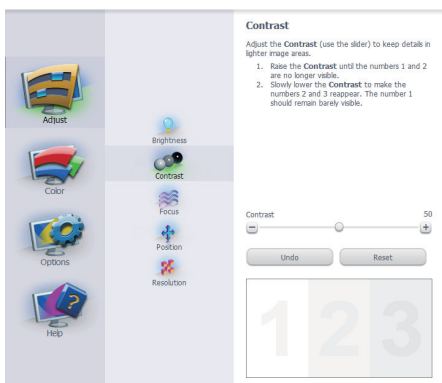 Adjust
Color
Options
Help
Brightness
Contrast
Focus
Position
Resolution
Contrast
Adjust the Contrast (use the slider) to keep details in
lighter image areas.
1. Raise the Contrast until the numbers 1 and 2
are no longer visible.
2. Slowly lower the Contrast to make the
numbers 2 and 3 reappear. The number 1
should remain barely visible.
Contrast 50
Undo Reset
1 2 3